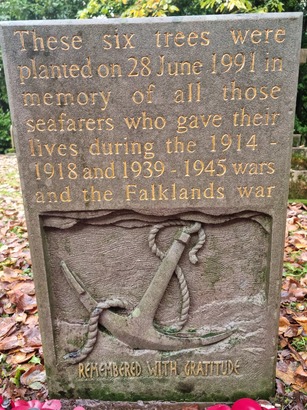 These six trees were
planted on 28 June 1991 in
memory of all those
seafarers who gave their
lives during the 1914 -
1918 and 1939 - 1945 wars
and the Falklands war
REMEMBERED WITH GRATITUDE